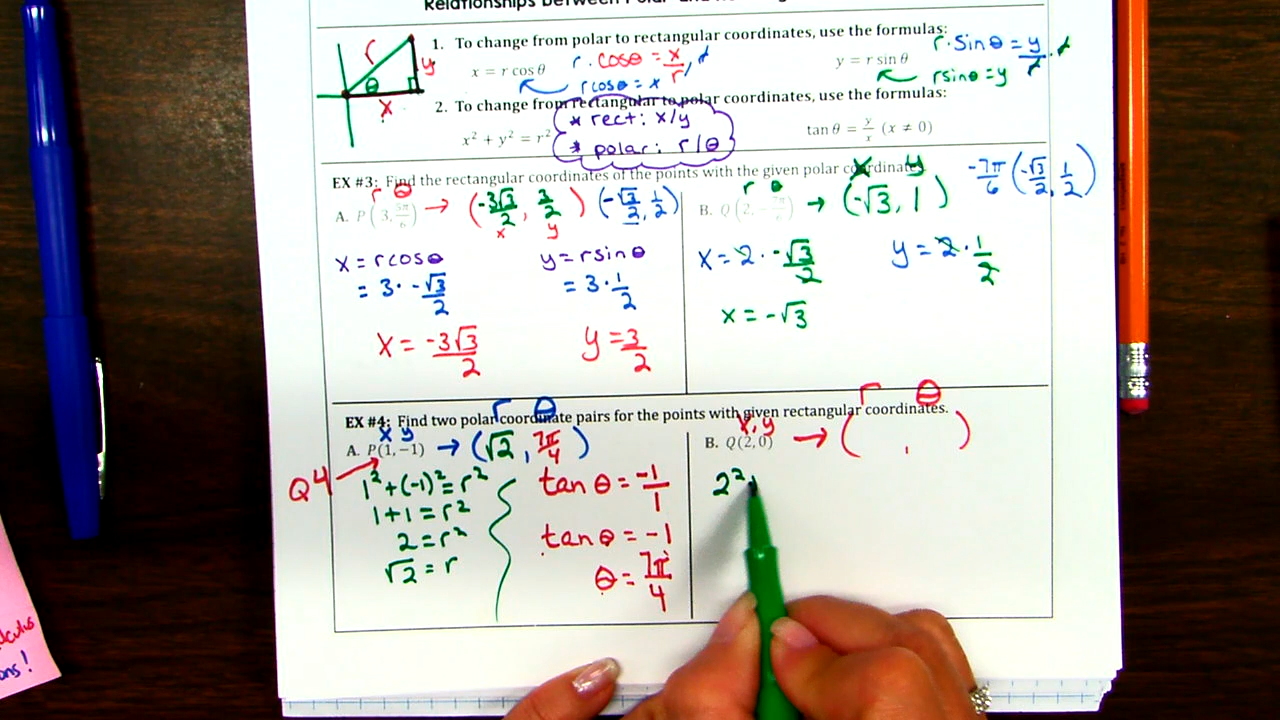 Relationships Between Polar and
1. To change from polar to rectangular coordinates, use the formulas:
x = r cos θ
r · cosθ = x/r · r
rcosθ = x
y = r sin θ
r · sinθ = y/r · r
rsinθ = y
r
y
θ
x
2. To change from rectangular to polar coordinates, use the formulas:
x² + y² = r²
* rect: x/y
* polar: r/θ
tan θ = y/x (x ≠ 0)
EX #3: Find the rectangular coordinates of the points with the given polar coordinates.
r θ
A. P (3, 5π/6) → (-3√3/2, 3/2) (-√3/2, 1/2)
x y
x = rcosθ
= 3 · -√3/2
x = -3√3/2
y = rsinθ
= 3 · 1/2
y = 3/2
r θ x y
B. Q (2, -7π/6) → (-√3, 1)
-7π/6 (-√3/2, 1/2)
x = 2 · -√3/2
x = -√3
y = 2 · 1/2
EX #4: Find two polar coordinate pairs for the points with given rectangular coordinates.
x y r θ
A. P(1, −1) → (√2, 7π/4)
Q4
1² + (-1)² = r²
1 + 1 = r²
2 = r²
√2 = r
tan θ = -1/1
tan θ = -1
θ = 7π/4
x, y r θ
B. Q(2, 0) → ( , )
2² +
ons!